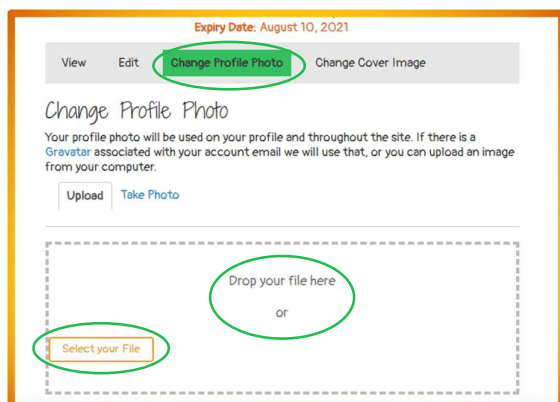 Expiry Date: August 10, 2021
View Edit Change Profile Photo Change Cover Image
Change Profile Photo
Your profile photo will be used on your profile and throughout the site. If there is a
Gravatar associated with your account email we will use that, or you can upload an image
from your computer.
Upload Take Photo
Drop your file here
or
Select your File